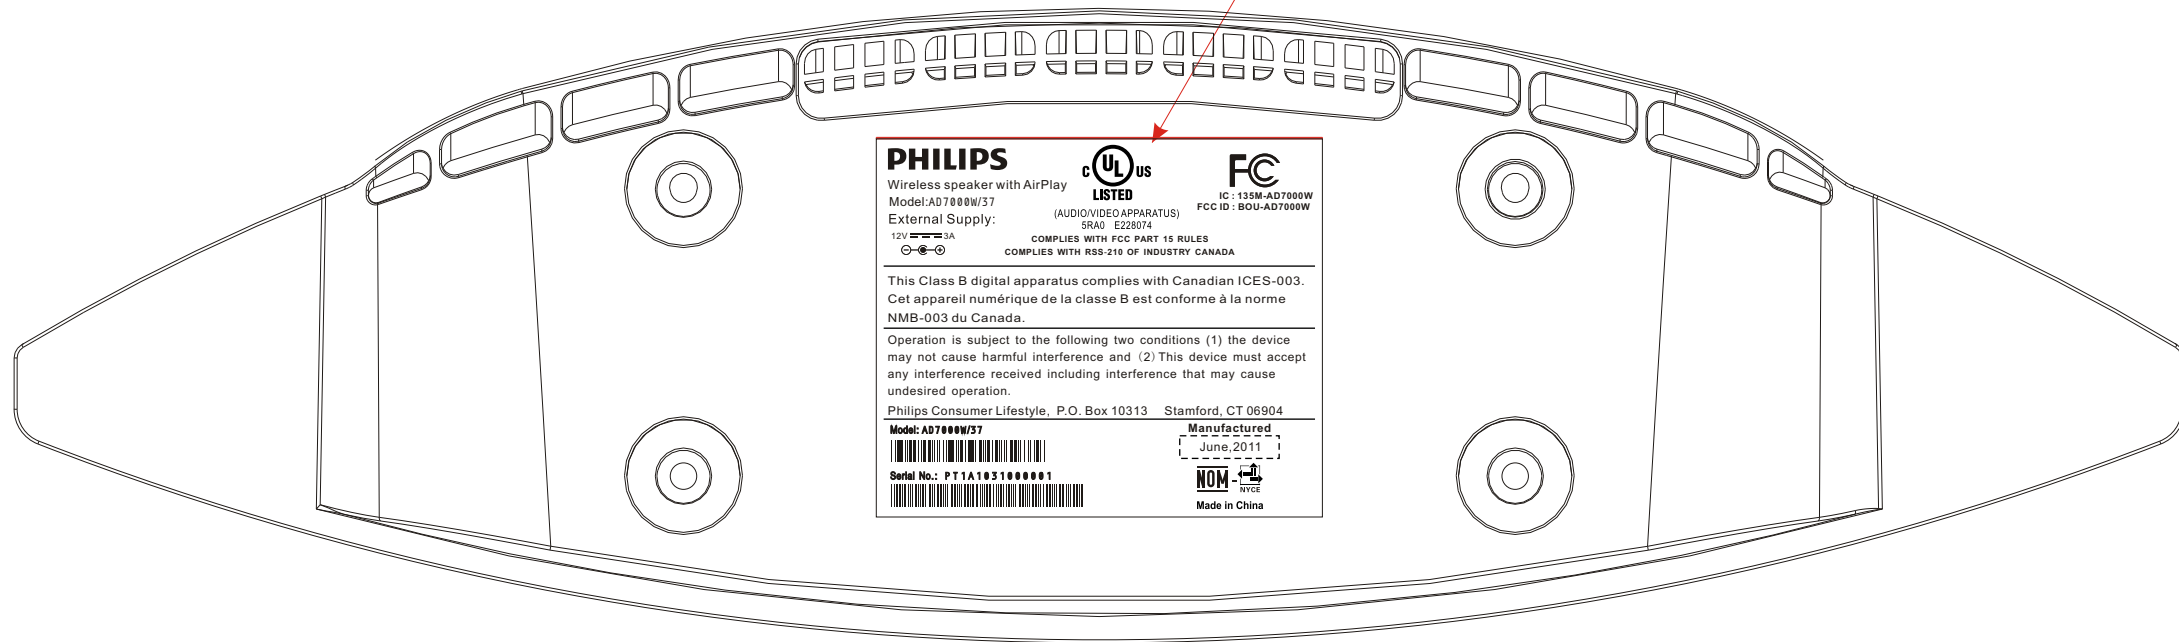 PHILIPS
Wireless speaker with AirPlay
Model:AD7000W/37
External Supply:
12V 3A
C UL US
LISTED
(AUDIO/VIDEO APPARATUS)
5RA0 E228074
FC
IC : 135M-AD7000W
FCC ID : BOU-AD7000W
COMPLIES WITH FCC PART 15 RULES
COMPLIES WITH RSS-210 OF INDUSTRY CANADA
This Class B digital apparatus complies with Canadian ICES-003.
Cet appareil numérique de la classe B est conforme à la norme
NMB-003 du Canada.
Operation is subject to the following two conditions (1) the device
may not cause harmful interference and (2) This device must accept
any interference received including interference that may cause
undesired operation.
Philips Consumer Lifestyle, P.O. Box 10313 Stamford, CT 06904
Model: AD7000W/37
Serial No.: PT1A1031000001
Manufactured
June,2011
NOM-
NYCE
Made in China